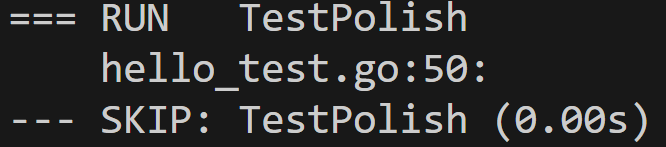 === RUN   TestPolish
    hello_test.go:50:
--- SKIP: TestPolish (0.00s)